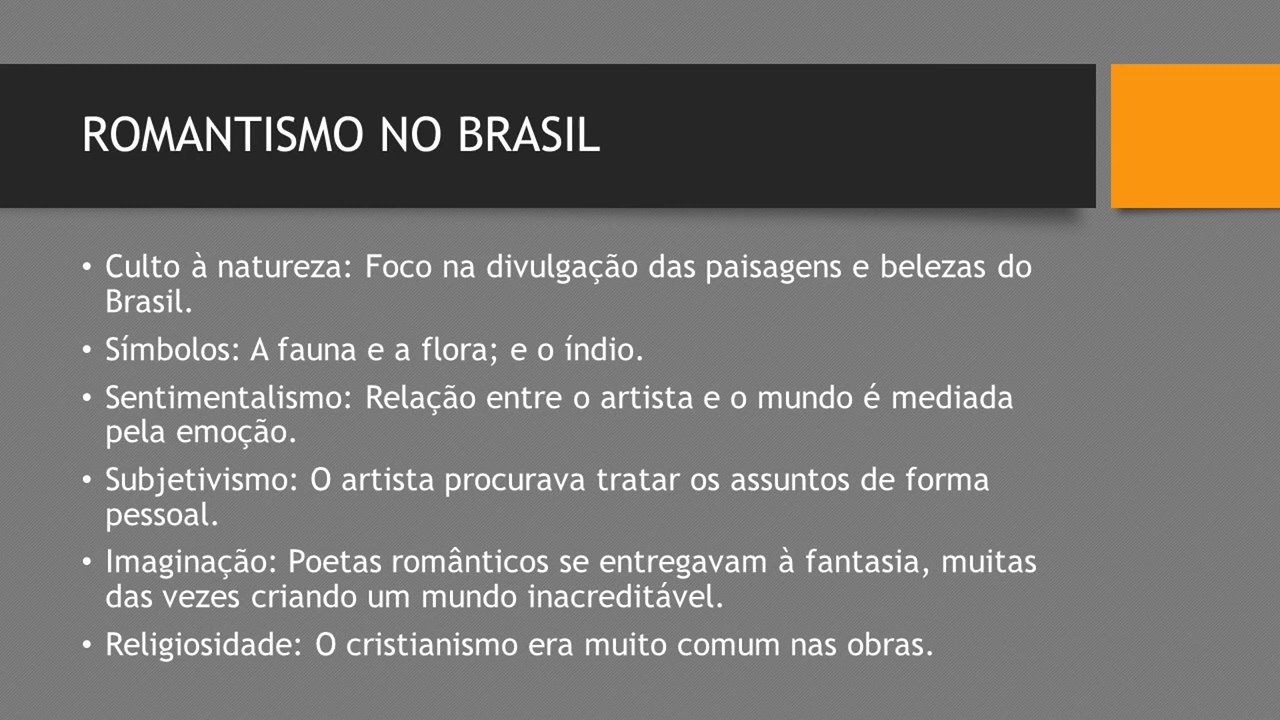 ROMANTISMO NO BRASIL
• Culto à natureza: Foco na divulgação das paisagens e belezas do
Brasil.
• Símbolos: A fauna e a flora; e o índio.
• Sentimentalismo: Relação entre o artista e o mundo é mediada
pela emoção.
• Subjetivismo: O artista procurava tratar os assuntos de forma
pessoal.
• Imaginação: Poetas românticos se entregavam à fantasia, muitas
das vezes criando um mundo inacreditável.
• Religiosidade: O cristianismo era muito comum nas obras.